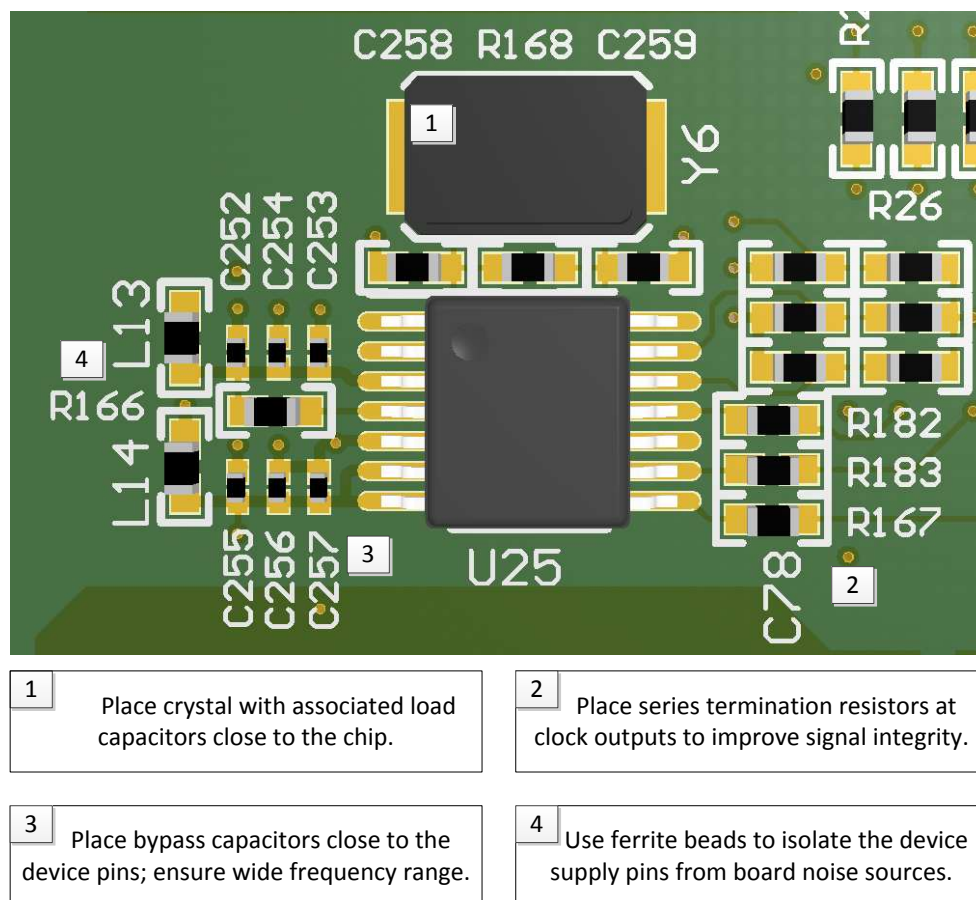 C258 R168 C259
R2
1
Y6
R26
C252
C254
C253
L13
4
R166
L14
R182
R183
R167
C255
C256
C257
3
U25
C78
2
1
Place crystal with associated load
capacitors close to the chip.
2
Place series termination resistors at
clock outputs to improve signal integrity.
3
Place bypass capacitors close to the
device pins; ensure wide frequency range.
4
Use ferrite beads to isolate the device
supply pins from board noise sources.